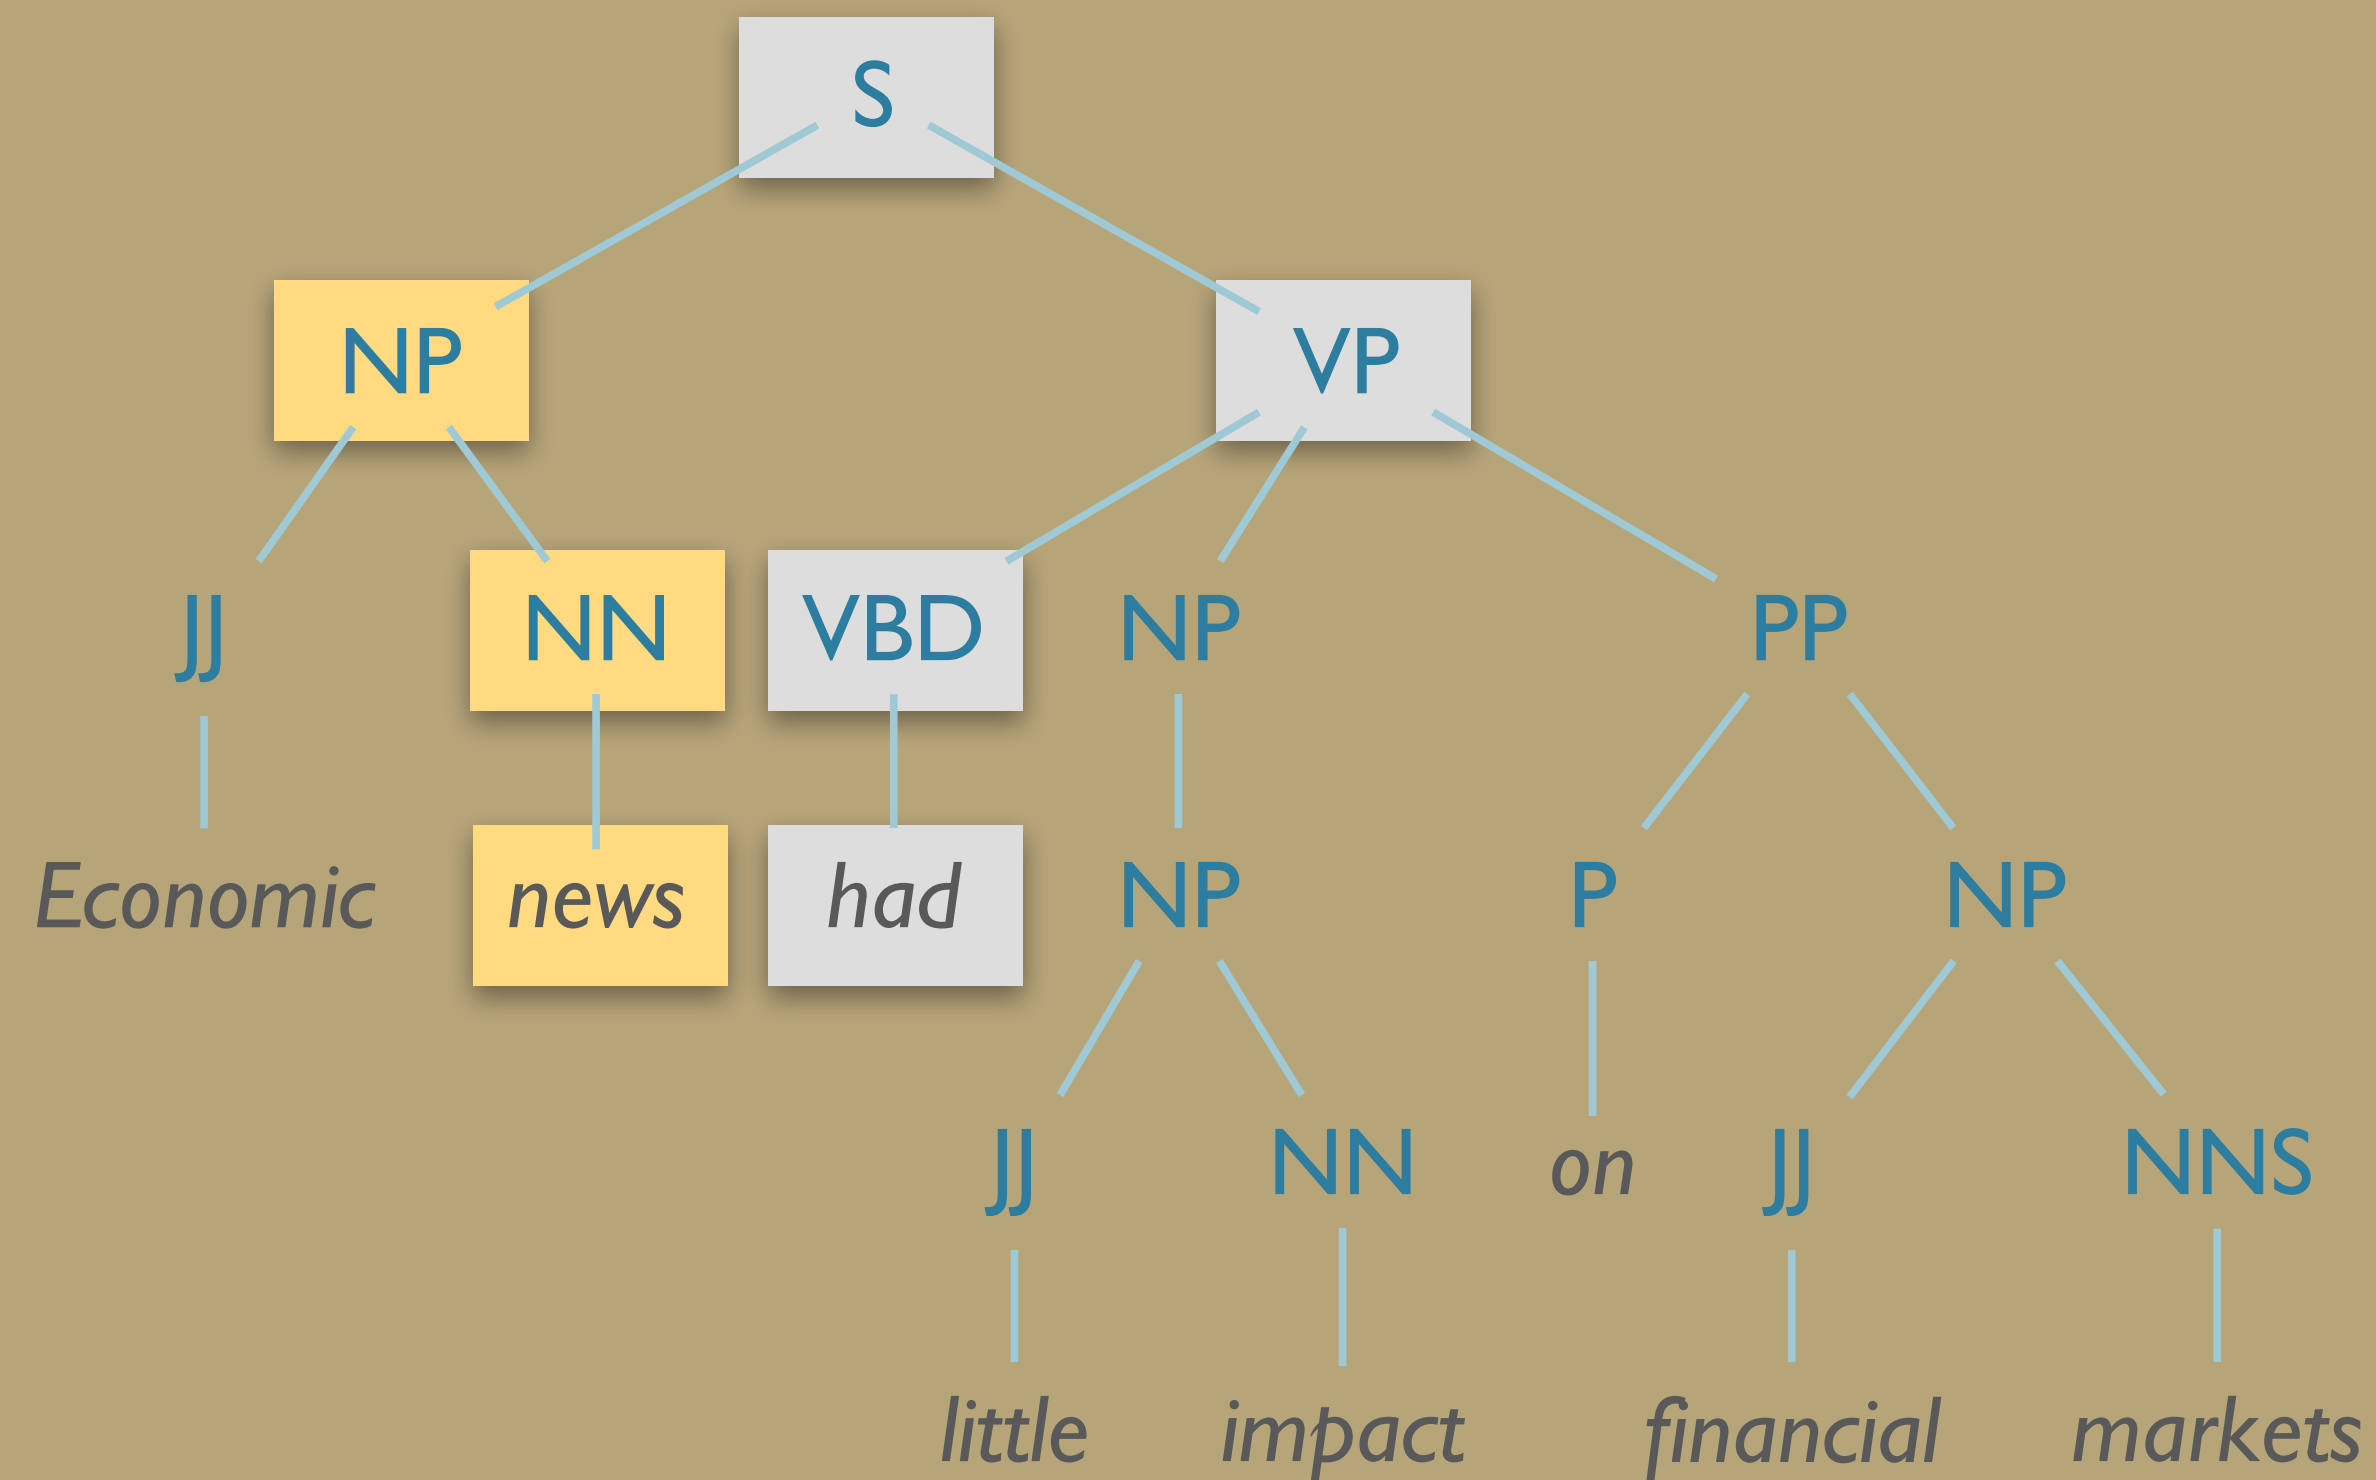 S
NP VP
JJ NN VBD NP PP
Economic news had NP P NP
JJ NN on JJ NNS
little impact financial markets